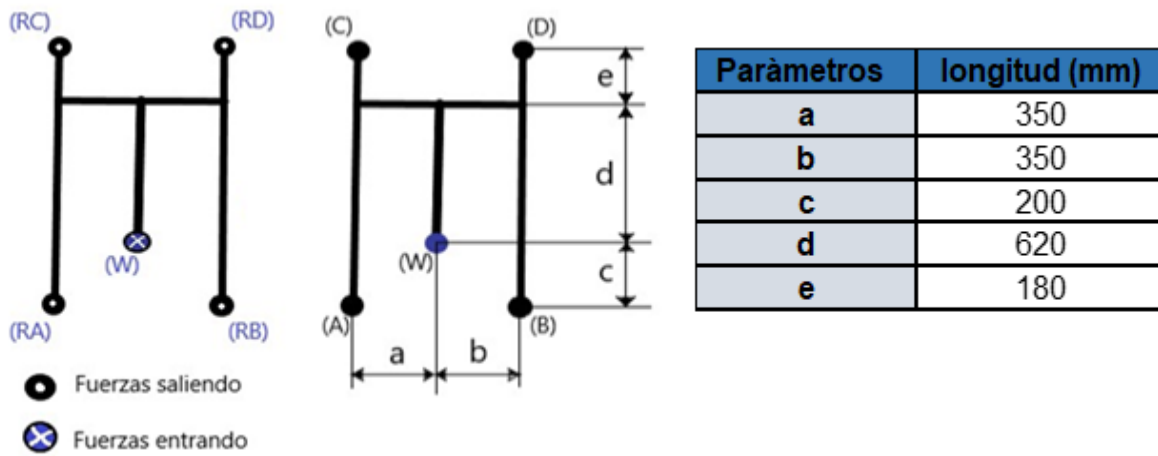 (RC)
(RD)
(W)
(RA)
(RB)
Fuerzas saliendo
Fuerzas entrando
(C)
(D)
e
d
(W)
c
(A)
(B)
a
b
Paràmetros longitud (mm)
a 350
b 350
c 200
d 620
e 180